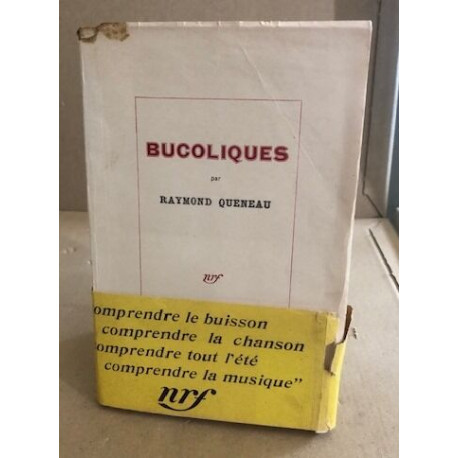 BUCOLIQUES
par
RAYMOND QUENEAU
nrf
omprendre le buisson
comprendre la chanson
omprendre tout l'été
comprendre la musique"
nrf